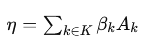 η = ∑_{k∈K} β_k A_k